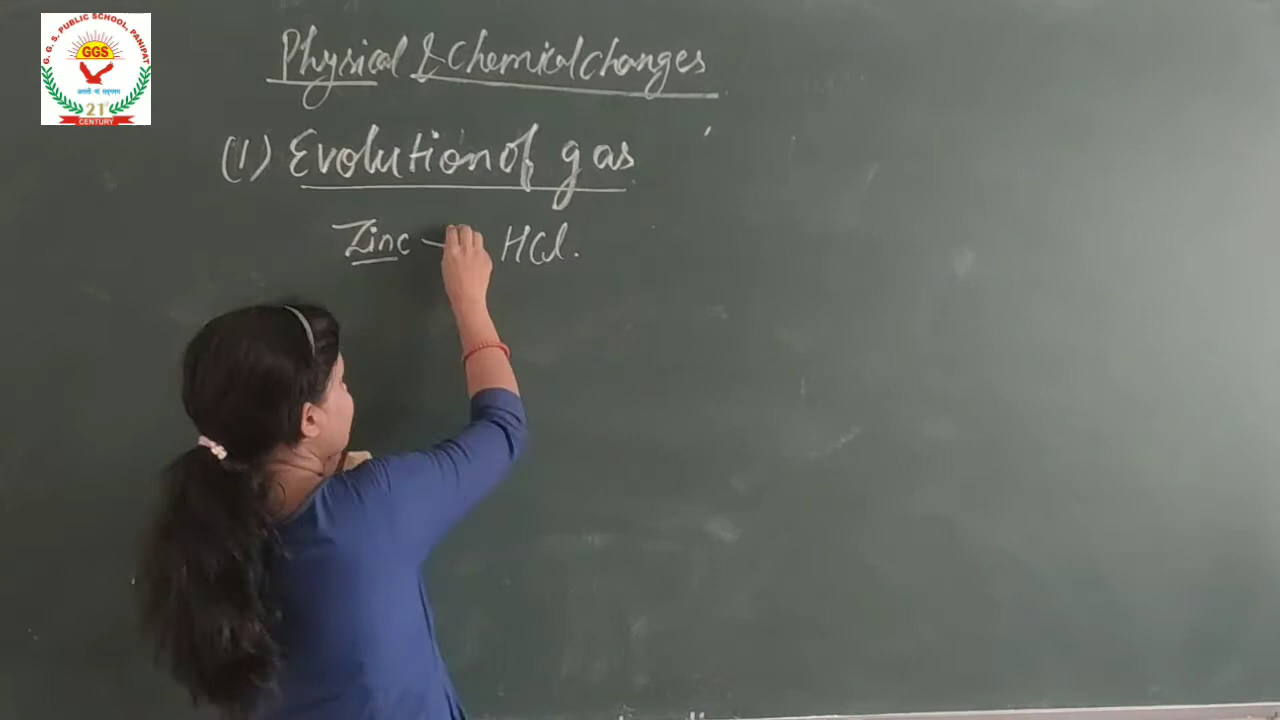 G. G. S. PUBLIC SCHOOL, PANIPAT
GGS
21
CENTURY
Physical & Chemical changes
(1) Evolution of gas
Zinc — HCl.